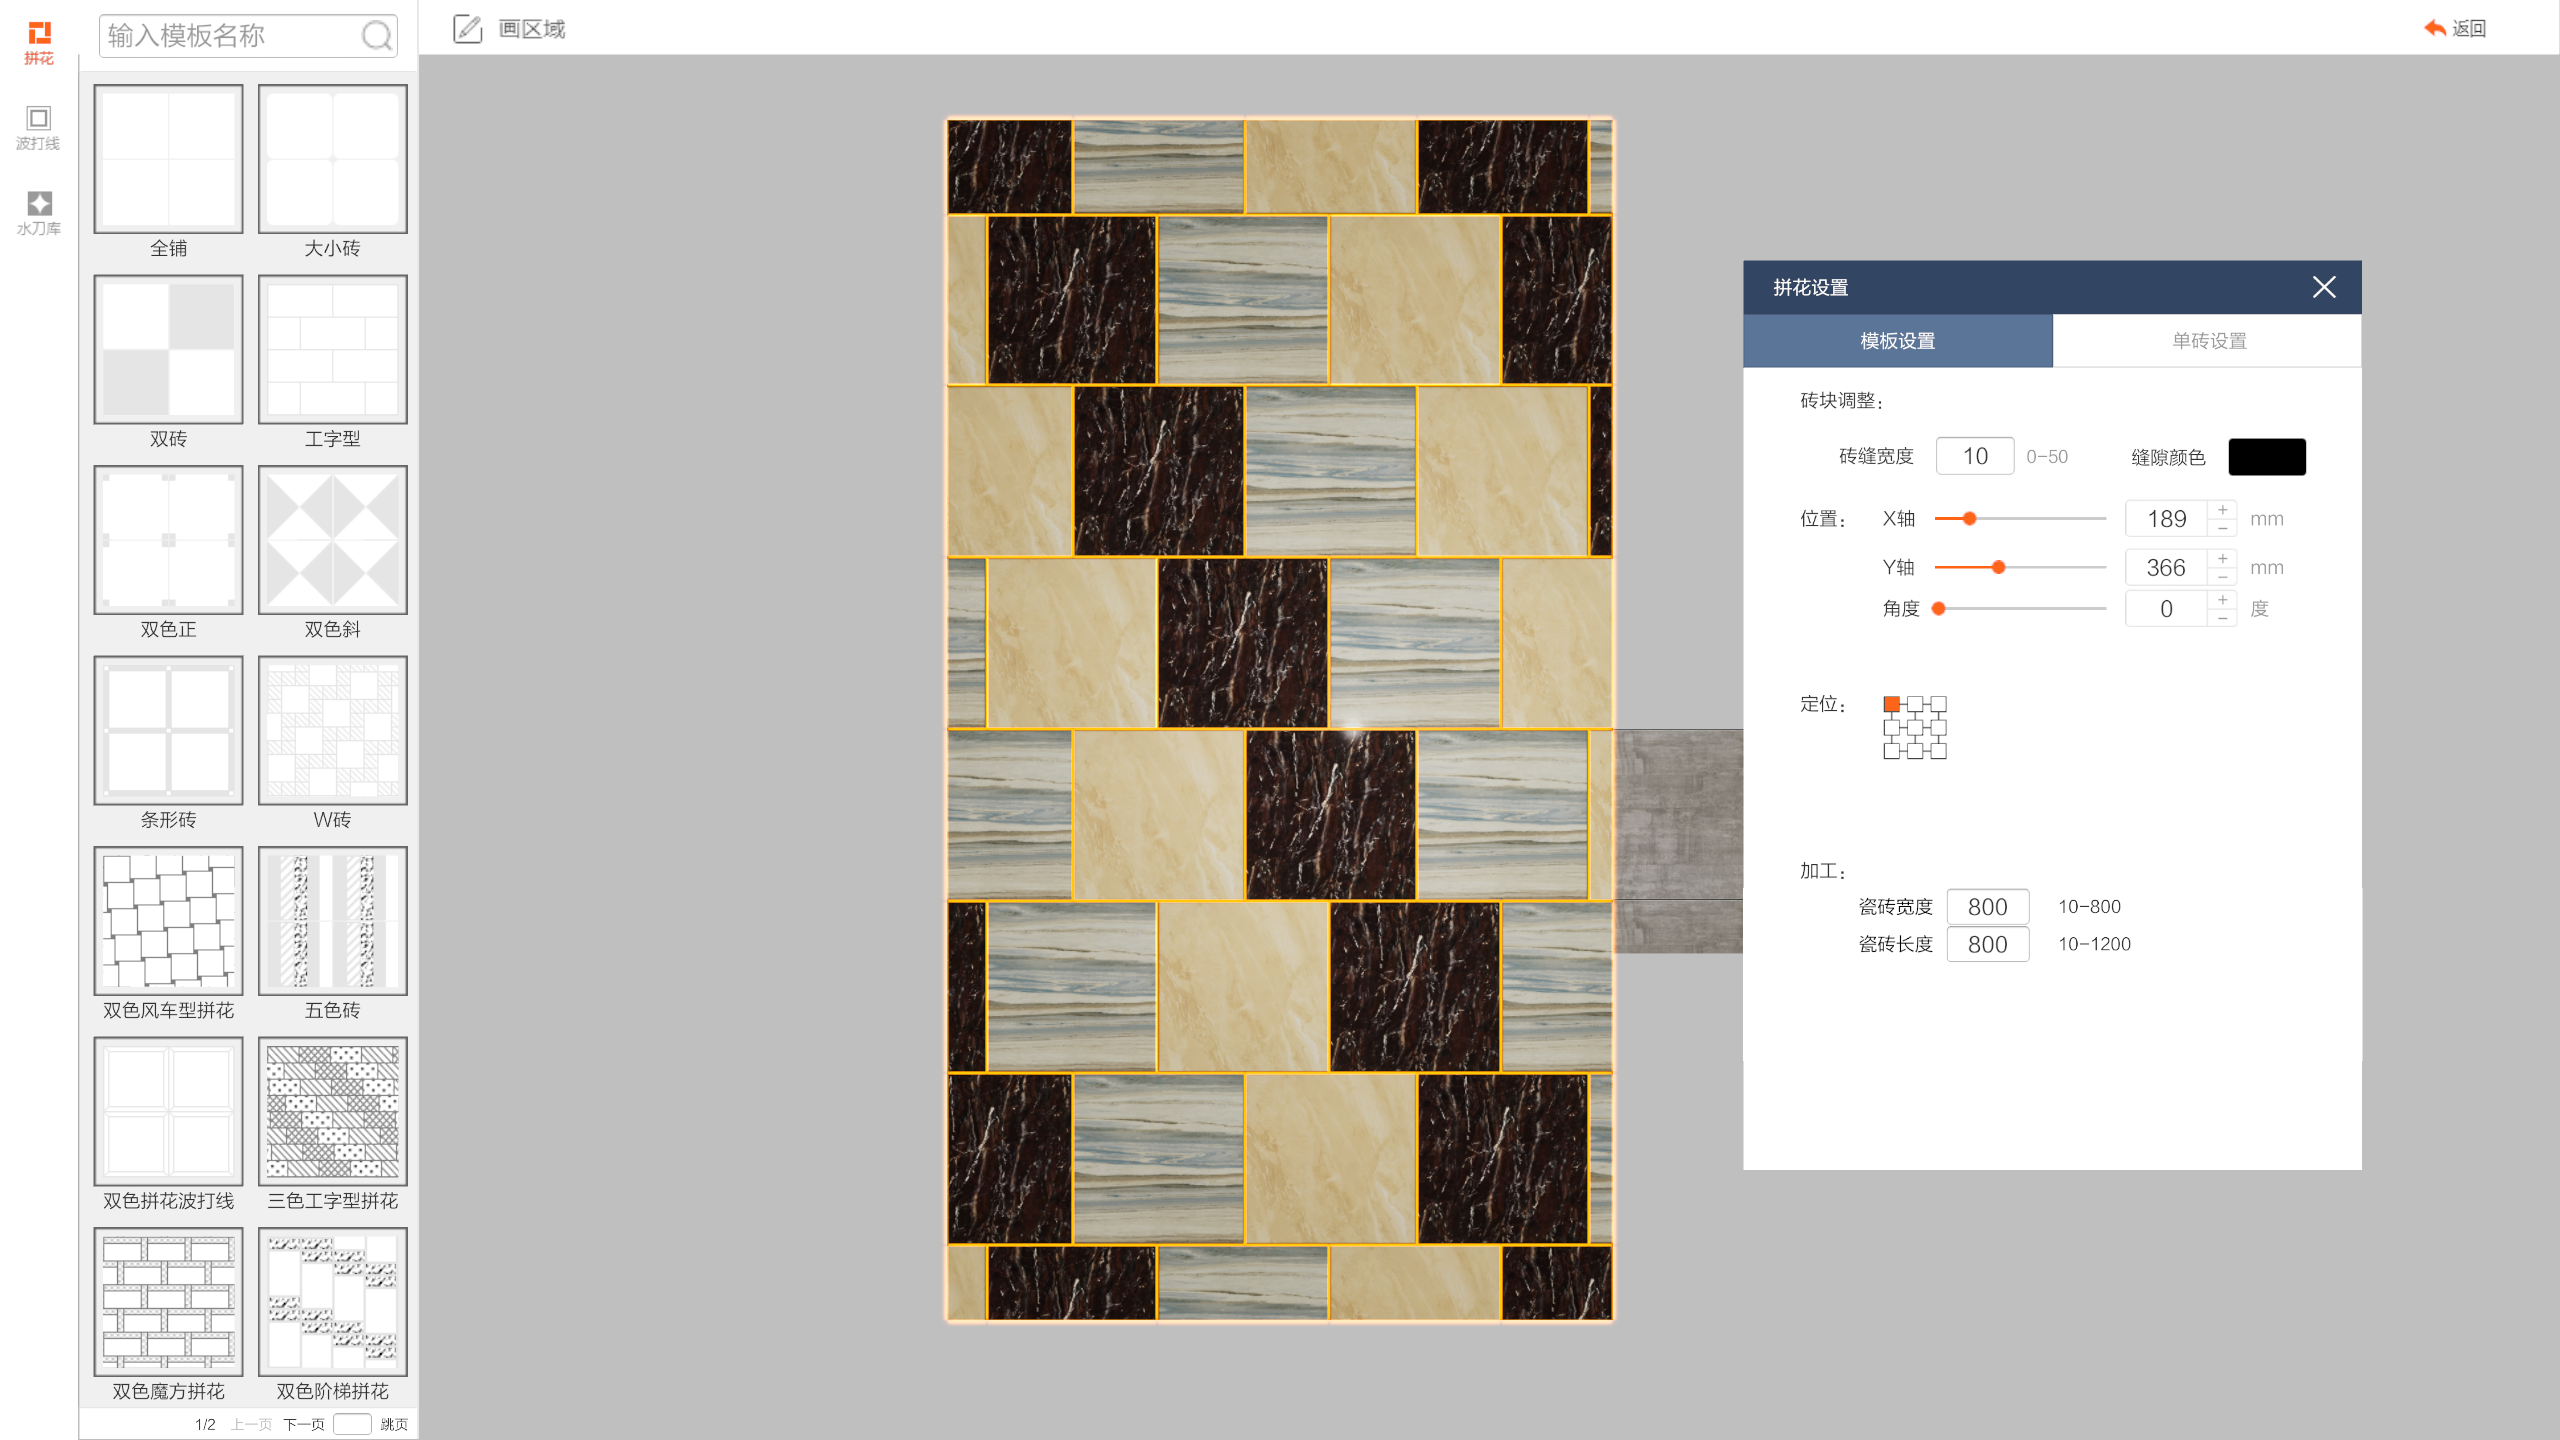 拼花
波打线
水刀库
输入模板名称
画区域
返回
全铺
大小砖
双砖
工字型
双色正
双色斜
条形砖
W砖
双色风车型拼花
五色砖
双色拼花波打线
三色工字型拼花
双色魔方拼花
双色阶梯拼花
1/2 上一页 下一页 跳页
拼花设置
模板设置 单砖设置
砖块调整:
砖缝宽度 10 0-50 缝隙颜色
位置: X轴 189 + - mm
Y轴 366 + - mm
角度 0 + - 度
定位:
加工:
瓷砖宽度 800 10-800
瓷砖长度 800 10-1200